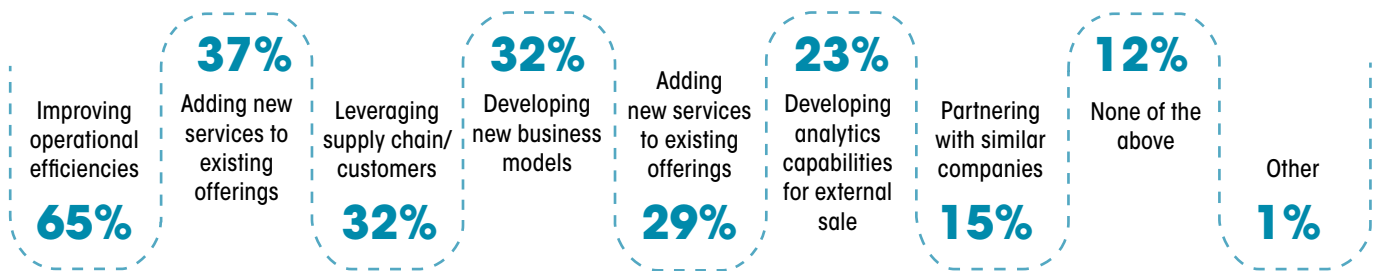 Improving
operational
efficiencies
65%
37%
Adding new
services to
existing
offerings
Leveraging
supply chain/
customers
32%
32%
Developing
new business
models
Adding
new services
to existing
offerings
29%
23%
Developing
analytics
capabilities
for external
sale
Partnering
with similar
companies
15%
12%
None of the
above
Other
1%